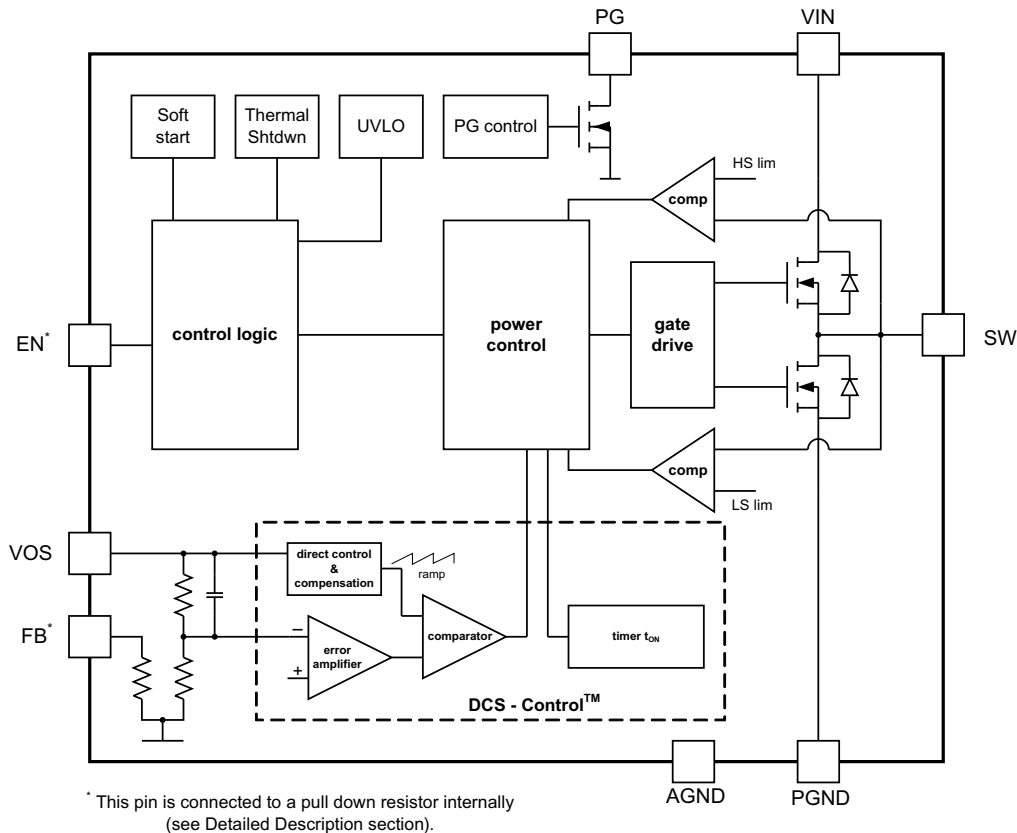 PG
VIN
Soft
start
Thermal
Shtdwn
UVLO
PG control
HS lim
comp
EN*
control logic
power
control
gate
drive
SW
comp
LS lim
VOS
direct control
&
compensation
ramp
FB*
−
error
amplifier
+
comparator
timer tON
DCS - Control™
AGND
PGND
* This pin is connected to a pull down resistor internally
(see Detailed Description section).